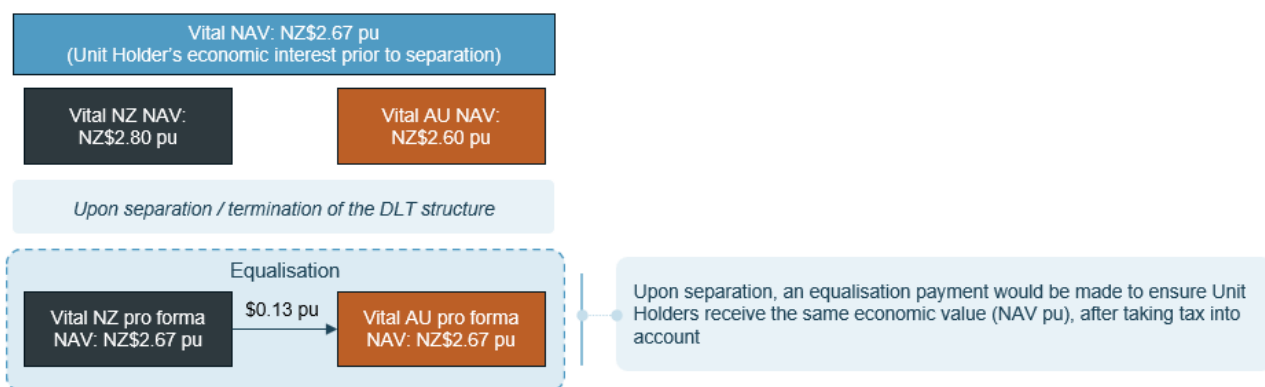 Vital NAV: NZ$2.67 pu
(Unit Holder's economic interest prior to separation)
Vital NZ NAV:
NZ$2.80 pu
Vital AU NAV:
NZ$2.60 pu
Upon separation / termination of the DLT structure
Equalisation
Vital NZ pro forma
NAV: NZ$2.67 pu
$0.13 pu
Vital AU pro forma
NAV: NZ$2.67 pu
Upon separation, an equalisation payment would be made to ensure Unit
Holders receive the same economic value (NAV pu), after taking tax into
account